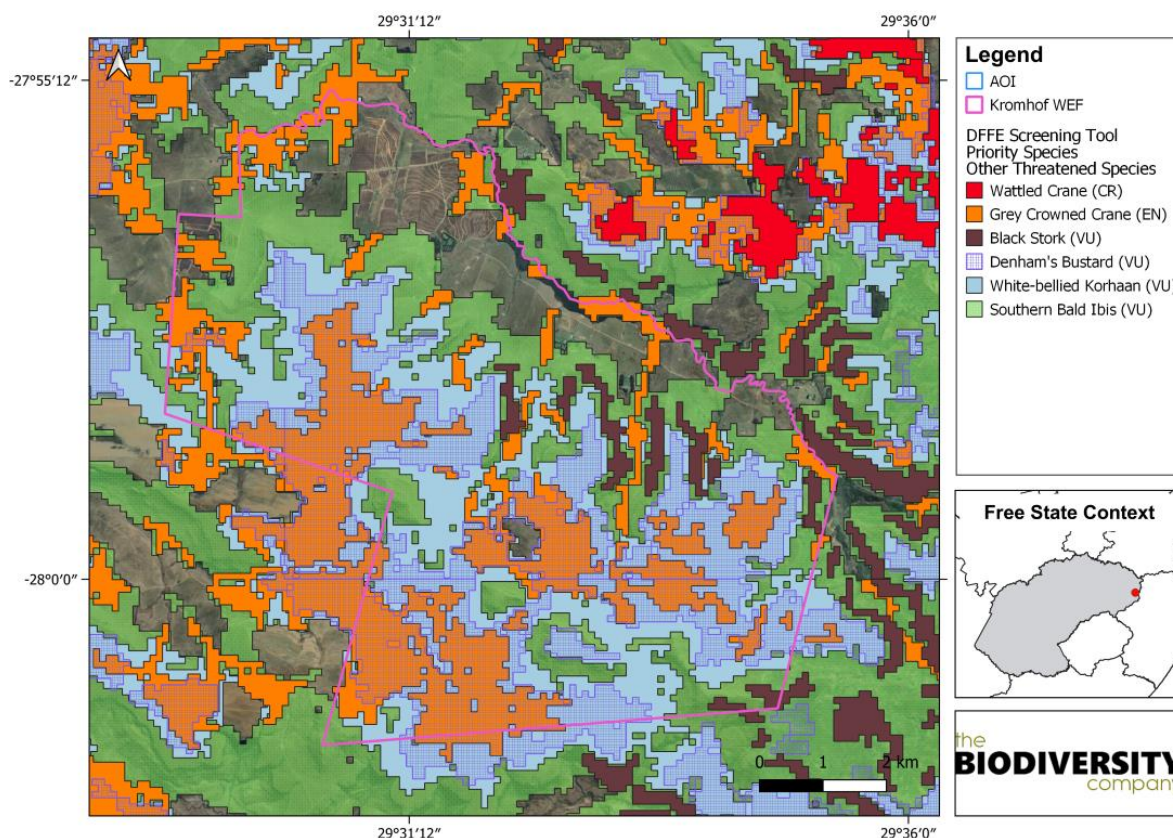 29°31'12"
29°36'0"
-27°55'12"
-28°0'0"
0
1
2 km
29°31'12"
29°36'0"
Legend
AOI
Kromhof WEF
DFFE Screening Tool
Priority Species
Other Threatened Species
Wattled Crane (CR)
Grey Crowned Crane (EN)
Black Stork (VU)
Denham's Bustard (VU)
White-bellied Korhaan (VU)
Southern Bald Ibis (VU)
Free State Context
the
BIODIVERSITY
company